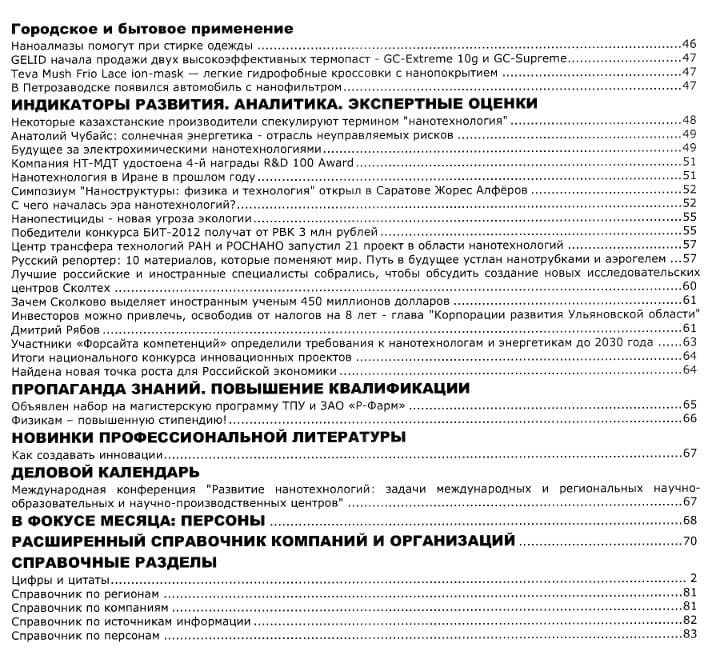 Городское и бытовое применение
Наноалмазы помогут при стирке одежды ........ 46
GELID начала продажи двух высокоэффективных термопаст - GC-Extreme 10g и GC-Supreme........ 47
Teva Mush Frio Lace ion-mask — легкие гидрофобные кроссовки с нанопокрытием ........ 47
В Петрозаводске появился автомобиль с нанофильтром........ 47
ИНДИКАТОРЫ РАЗВИТИЯ. АНАЛИТИКА. ЭКСПЕРТНЫЕ ОЦЕНКИ
Некоторые казахстанские производители спекулируют термином "нанотехнология" ........ 48
Анатолий Чубайс: солнечная энергетика - отрасль неуправляемых рисков ........ 49
Будущее за электрохимическими нанотехнологиями ........ 49
Компания НТ-МДТ удостоена 4-й награды R&D 100 Award ........ 51
Нанотехнология в Иране в прошлом году ........ 51
Симпозиум "Наноструктуры: физика и технология" открыл в Саратове Жорес Алфёров ........ 52
С чего началась эра нанотехнологий?........ 52
Нанопестициды - новая угроза экологии ........ 55
Победители конкурса БИТ-2012 получат от РВК 3 млн рублей ........ 55
Центр трансфера технологий РАН и РОСНАНО запустил 21 проект в области нанотехнологий ........ 57
Русский репортер: 10 материалов, которые поменяют мир. Путь в будущее устлан нанотрубками и аэрогелем ...57
Лучшие российские и иностранные специалисты собрались, чтобы обсудить создание новых исследовательских
центров Сколтех ........ 60
Зачем Сколково выделяет иностранным ученым 450 миллионов долларов ........ 61
Инвесторов можно привлечь, освободив от налогов на 8 лет - глава "Корпорации развития Ульяновской области"
Дмитрий Рябов ........ 61
Участники «Форсайта компетенций» определили требования к нанотехнологам и энергетикам до 2030 года ...... 63
Итоги национального конкурса инновационных проектов ........ 64
Найдена новая точка роста для Российской экономики ........ 64
ПРОПАГАНДА ЗНАНИЙ. ПОВЫШЕНИЕ КВАЛИФИКАЦИИ
Объявлен набор на магистерскую программу ТПУ и ЗАО «Р-Фарм» ........ 65
Физикам – повышенную стипендию!........ 66
НОВИНКИ ПРОФЕССИОНАЛЬНОЙ ЛИТЕРАТУРЫ
Как создавать инновации........ 67
ДЕЛОВОЙ КАЛЕНДАРЬ
Международная конференция "Развитие нанотехнологий: задачи международных и региональных научно-
образовательных и научно-производственных центров" ........ 67
В ФОКУСЕ МЕСЯЦА: ПЕРСОНЫ ........ 68
РАСШИРЕННЫЙ СПРАВОЧНИК КОМПАНИЙ И ОРГАНИЗАЦИЙ ........ 70
СПРАВОЧНЫЕ РАЗДЕЛЫ
Цифры и цитаты........ 2
Справочник по регионам ........ 81
Справочник по компаниям ........ 81
Справочник по источникам информации ........ 82
Справочник по персонам ........ 83